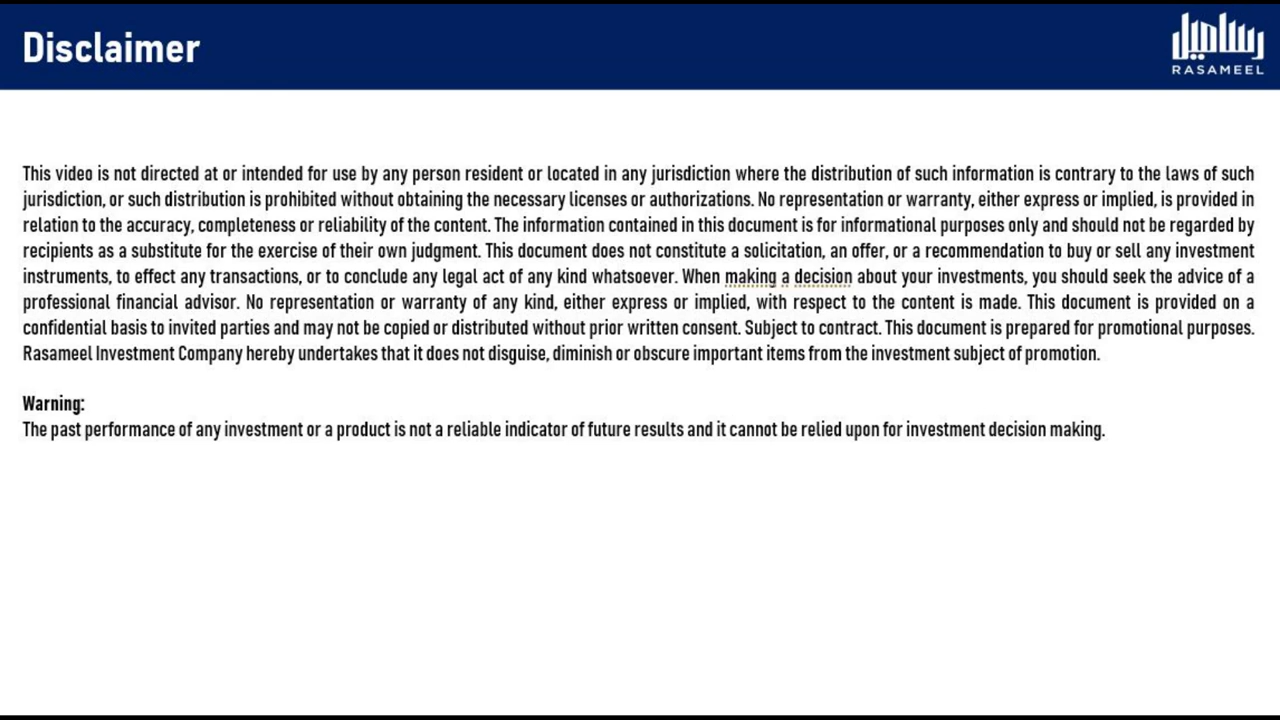 Disclaimer
رساميل
RASAMEEL
This video is not directed at or intended for use by any person resident or located in any jurisdiction where the distribution of such information is contrary to the laws of such
jurisdiction, or such distribution is prohibited without obtaining the necessary licenses or authorizations. No representation or warranty, either express or implied, is provided in
relation to the accuracy, completeness or reliability of the content. The information contained in this document is for informational purposes only and should not be regarded by
recipients as a substitute for the exercise of their own judgment. This document does not constitute a solicitation, an offer, or a recommendation to buy or sell any investment
instruments, to effect any transactions, or to conclude any legal act of any kind whatsoever. When making a decision about your investments, you should seek the advice of a
professional financial advisor. No representation or warranty of any kind, either express or implied, with respect to the content is made. This document is provided on a
confidential basis to invited parties and may not be copied or distributed without prior written consent. Subject to contract. This document is prepared for promotional purposes.
Rasameel Investment Company hereby undertakes that it does not disguise, diminish or obscure important items from the investment subject of promotion.
Warning:
The past performance of any investment or a product is not a reliable indicator of future results and it cannot be relied upon for investment decision making.